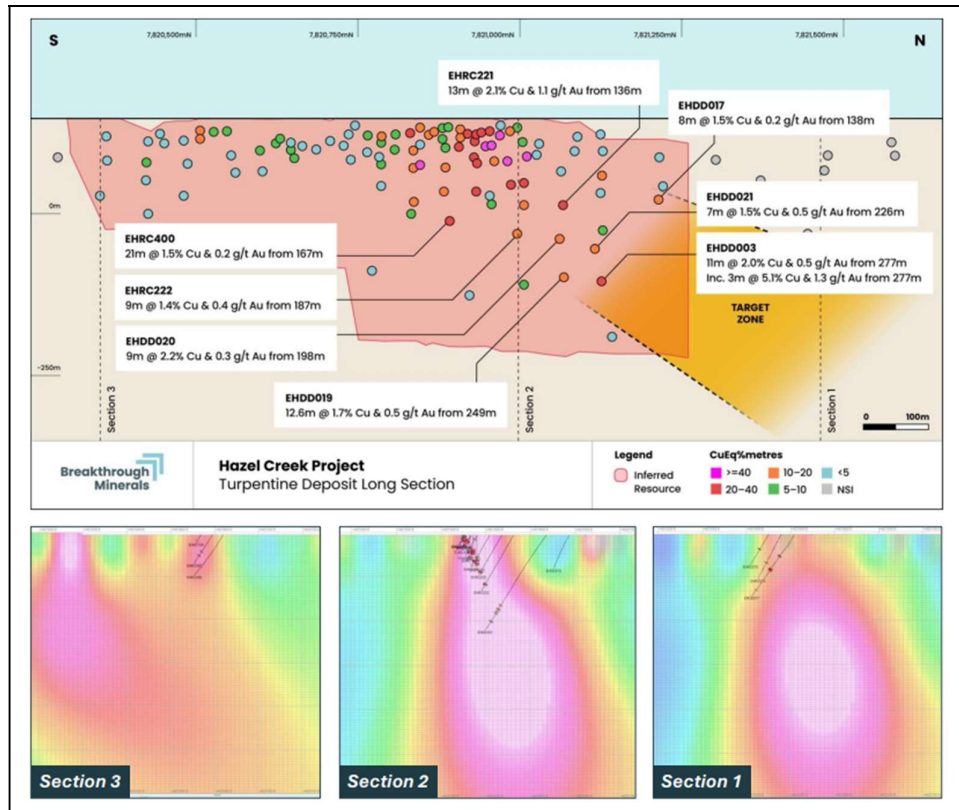 S
7,820,500mN
7,820,750mN
7,821,000mN
7,821,250mN
7,821,500mN
N
EHRC221
13m @ 2.1% Cu & 1.1 g/t Au from 136m
EHDD017
8m @ 1.5% Cu & 0.2 g/t Au from 138m
0m
EHDD021
7m @ 1.5% Cu & 0.5 g/t Au from 226m
EHRC400
21m @ 1.5% Cu & 0.2 g/t Au from 167m
EHDD003
11m @ 2.0% Cu & 0.5 g/t Au from 277m
Inc. 3m @ 5.1% Cu & 1.3 g/t Au from 277m
EHRC222
9m @ 1.4% Cu & 0.4 g/t Au from 187m
TARGET
ZONE
EHDD020
9m @ 2.2% Cu & 0.3 g/t Au from 198m
-250m
EHDD019
12.6m @ 1.7% Cu & 0.5 g/t Au from 249m
Section 3
Section 2
Section 1
0 100m
Breakthrough
Minerals
Hazel Creek Project
Turpentine Deposit Long Section
Legend
Inferred
Resource
CuEq%metres
>=40 10–20 <5
20–40 5–10 NSI
Section 3
Section 2
Section 1